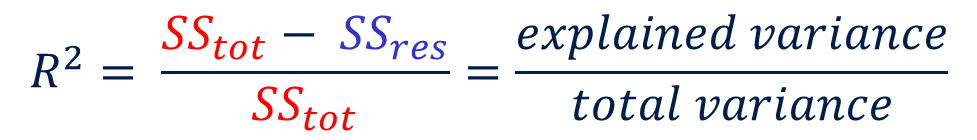 R² = (SS_tot − SS_res) / SS_tot = explained variance / total variance